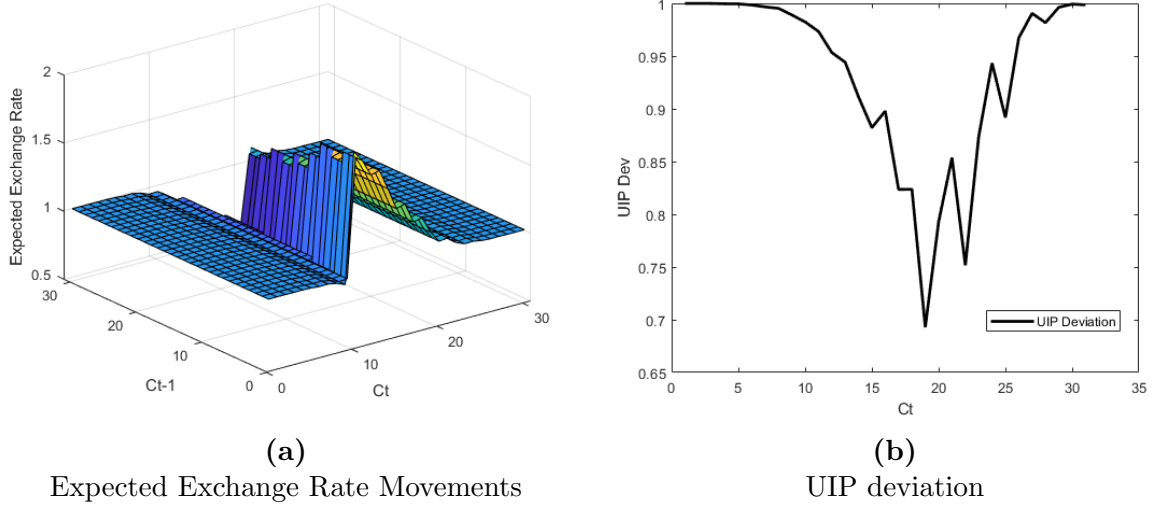 2
1.5
1
0.5
Expected Exchange Rate
30
20
10
0
Ct-1
0
10
20
30
Ct
1
0.95
0.9
0.85
0.8
0.75
0.7
0.65
UIP Dev
UIP Deviation
0 5 10 15 20 25 30 35
Ct
(a)
Expected Exchange Rate Movements
(b)
UIP deviation